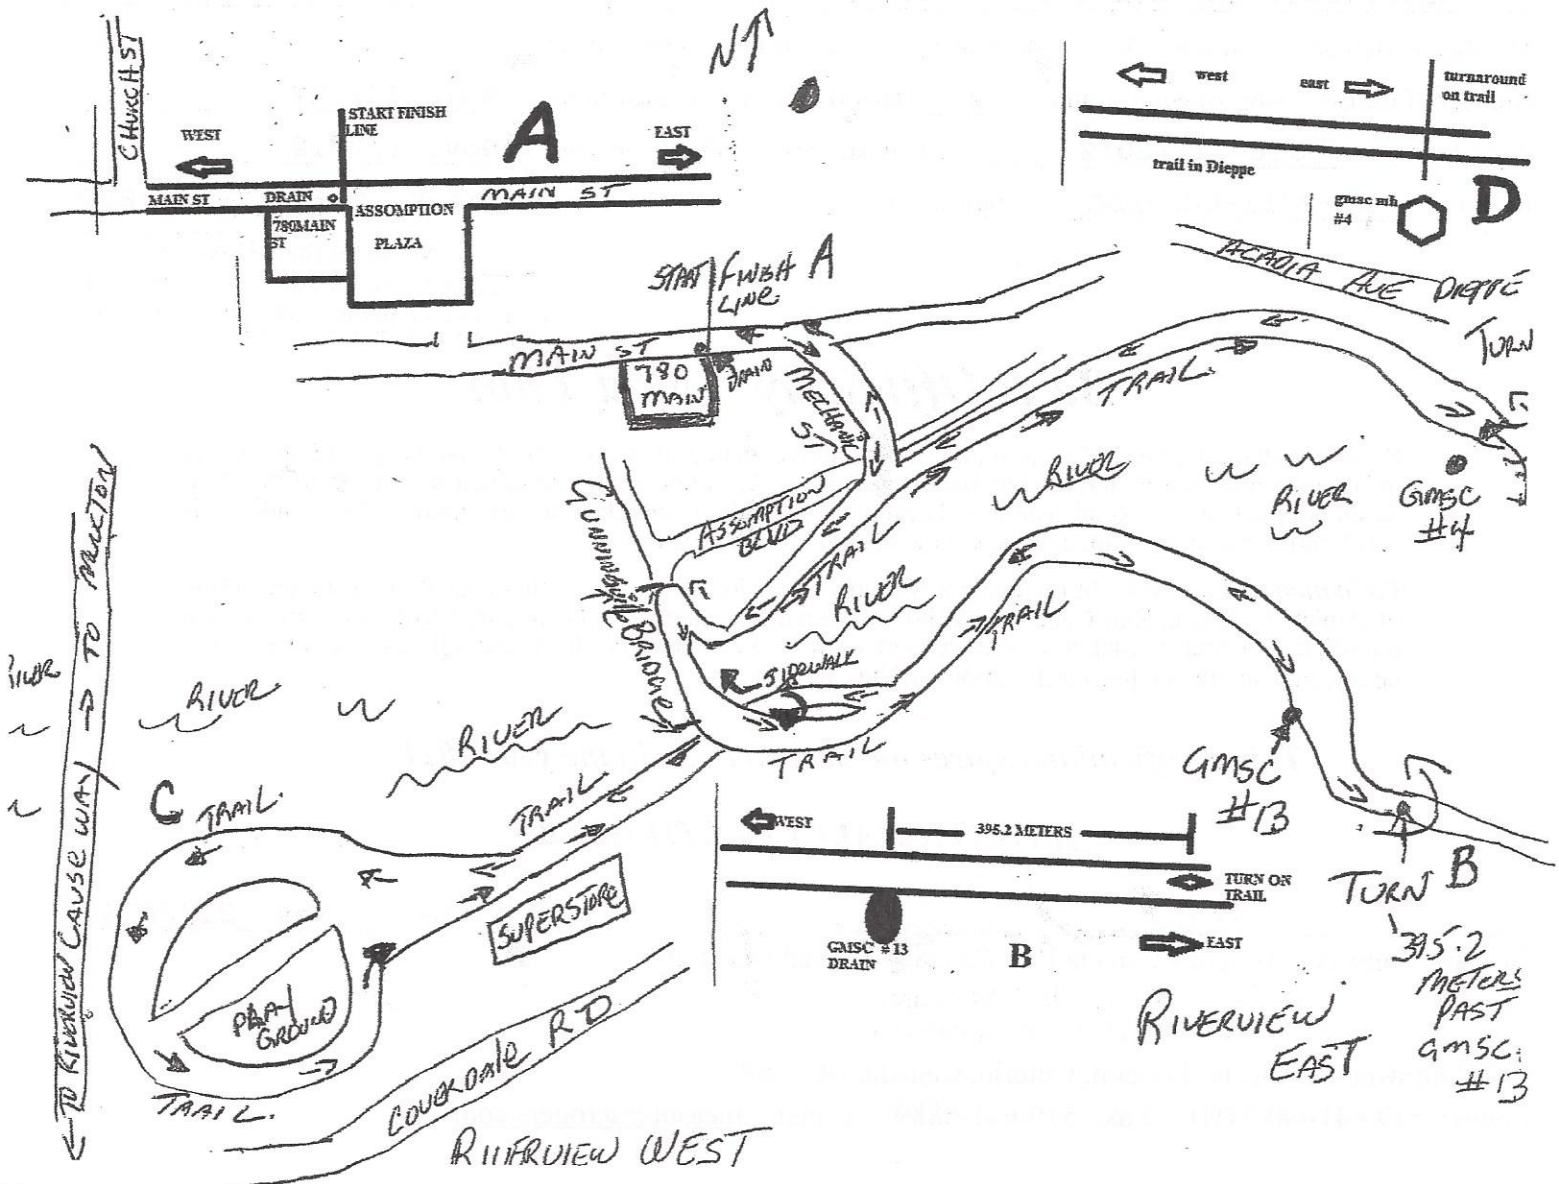 N
CHURCH ST
WEST
START FINISH
LINE
A
EAST
MAIN ST
DRAIN
MAIN ST
780MAIN
ST
ASSOMPTION
PLAZA
west
east
turnaround
on trail
trail in Dieppe
gmsc mh
#4
D
ACADIA AVE DIEPPE
START FINISH
LINE
A
MAIN ST
780
MAIN
DRAIN
MECHANIC
ST
TRAIL
TURN
RIVER
RIVER
GMSC
#4
ASSOMPTION
BLVD
GUNNINGSVILLE BRIDGE
TRAIL
RIVER
TRAIL
SIDEWALK
TRAIL
TO MONCTON
TO RIVERVIEW CAUSE WAY
RIVER
RIVER
RIVER
C
TRAIL
TRAIL
SUPERSTORE
PLAY
GROUND
TRAIL
COVERDALE RD
RIVERVIEW WEST
GMSC
#13
WEST
395.2 METERS
TURN ON
TRAIL
GMSC #13
DRAIN
B
EAST
TURN B
395.2
METERS
PAST
GMSC
#13
RIVERVIEW
EAST